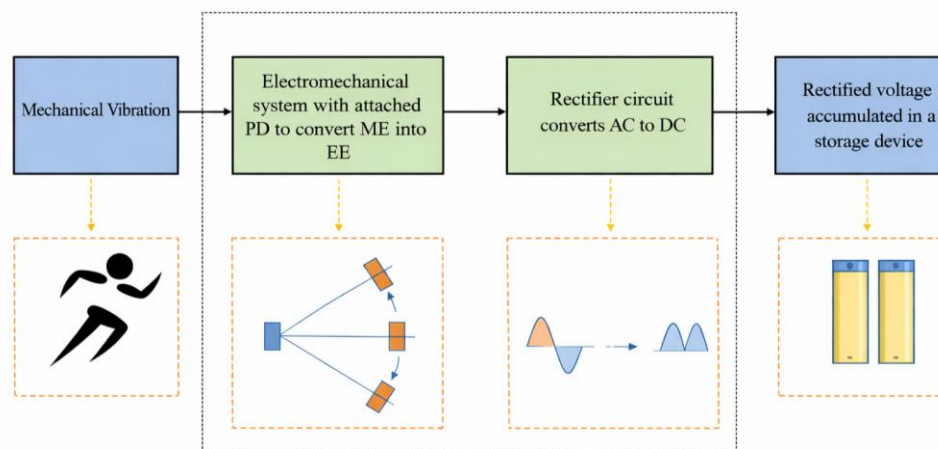 Mechanical Vibration
Electromechanical
system with attached
PD to convert ME into
EE
Rectifier circuit
converts AC to DC
Rectified voltage
accumulated in a
storage device